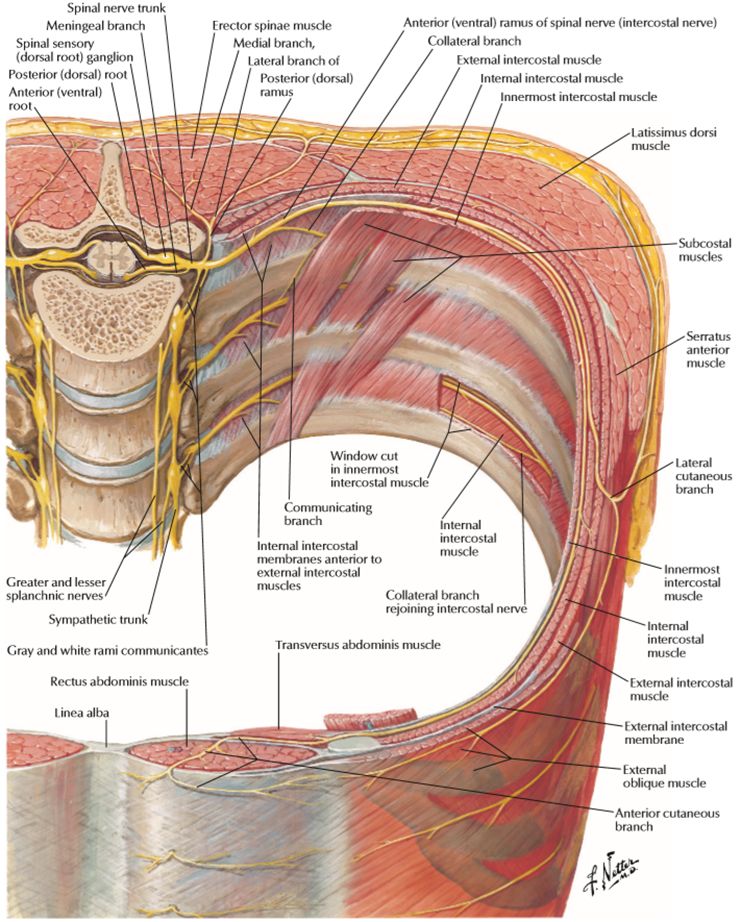 Spinal nerve trunk
Meningeal branch
Spinal sensory
(dorsal root) ganglion
Posterior (dorsal) root
Anterior (ventral)
root
Erector spinae muscle
Medial branch,
Lateral branch of
Posterior (dorsal)
ramus
Anterior (ventral) ramus of spinal nerve (intercostal nerve)
Collateral branch
External intercostal muscle
Internal intercostal muscle
Innermost intercostal muscle
Latissimus dorsi
muscle
Subcostal
muscles
Serratus
anterior
muscle
Lateral
cutaneous
branch
Window cut
in innermost
intercostal muscle
Communicating
branch
Internal
intercostal
muscle
Internal intercostal
membranes anterior to
external intercostal
muscles
Innermost
intercostal
muscle
Greater and lesser
splanchnic nerves
Collateral branch
rejoining intercostal nerve
Sympathetic trunk
Internal
intercostal
muscle
Gray and white rami communicantes
Transversus abdominis muscle
Rectus abdominis muscle
External intercostal
muscle
Linea alba
External intercostal
membrane
External
oblique muscle
Anterior cutaneous
branch
F. Netter
M.D.